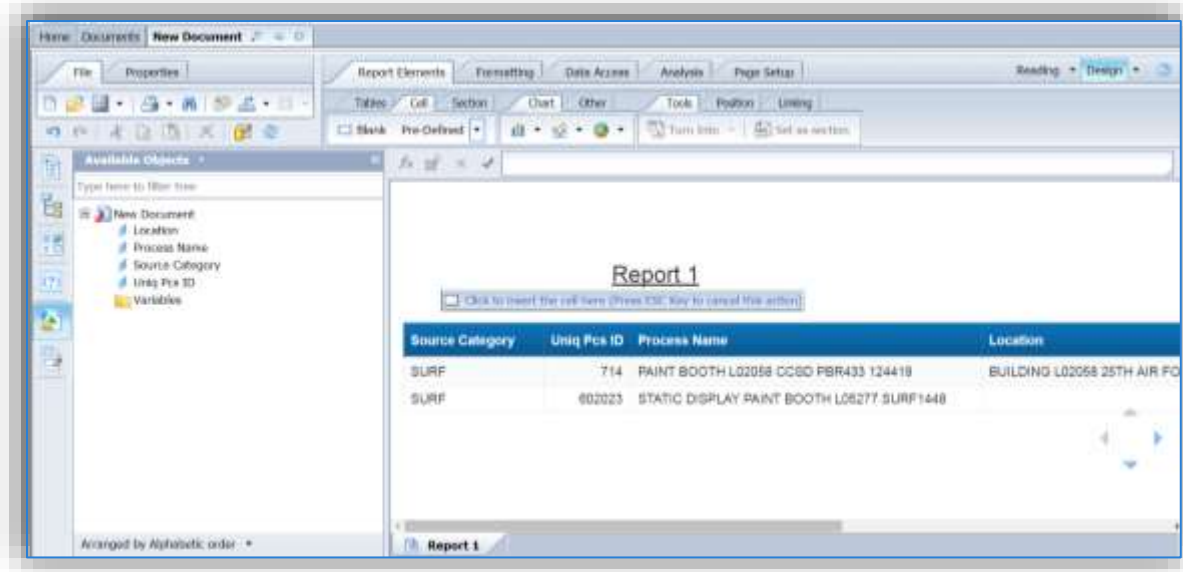 Home Documents New Document
File Properties
Report Elements Formatting Data Access Analysis Page Setup Reading Design
Tables Cell Section Chart Other Tools Position Linking
Blank Pre-Defined Turn Into Set as section
Available Objects
Type here to filter tree
New Document
Location
Process Name
Source Category
Uniq Pcs ID
Variables
Report 1
Click to insert the cell here (Press ESC Key to cancel this action)
Source Category Uniq Pcs ID Process Name Location
SURF 714 PAINT BOOTH L02058 CCSD PBR433 124418 BUILDING L02058 25TH AIR FO
SURF 602023 STATIC DISPLAY PAINT BOOTH L05277 SURF1448
Arranged by Alphabetic order
Report 1